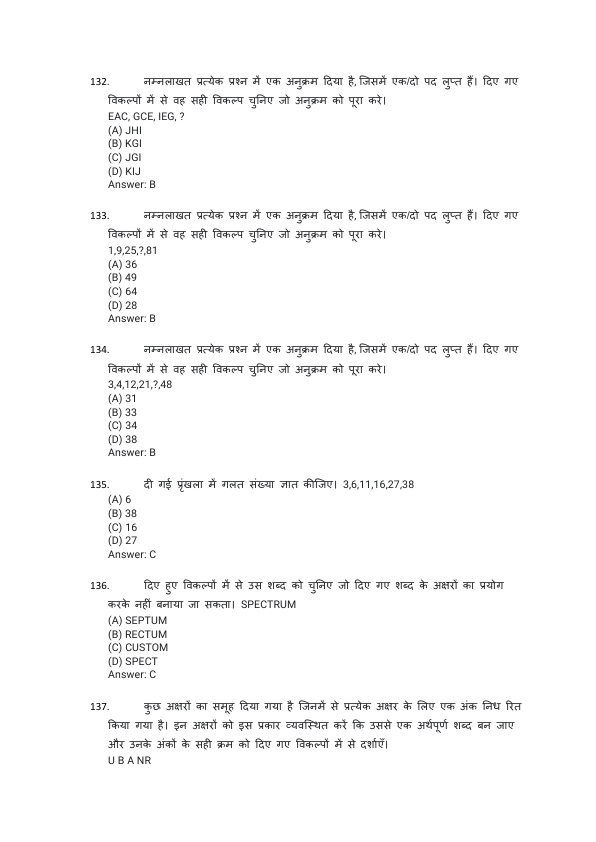 132. नम्नलाखत प्रत्येक प्रश्न में एक अनुक्रम दिया है, जिसमें एक/दो पद लुप्त हैं। दिए गए
विकल्पों में से वह सही विकल्प चुनिए जो अनुक्रम को पूरा करे।
EAC, GCE, IEG, ?
(A) JHI
(B) KGI
(C) JGI
(D) KIJ
Answer: B
133. नम्नलाखत प्रत्येक प्रश्न में एक अनुक्रम दिया है, जिसमें एक/दो पद लुप्त हैं। दिए गए
विकल्पों में से वह सही विकल्प चुनिए जो अनुक्रम को पूरा करे।
1,9,25,?,81
(A) 36
(B) 49
(C) 64
(D) 28
Answer: B
134. नम्नलाखत प्रत्येक प्रश्न में एक अनुक्रम दिया है, जिसमें एक/दो पद लुप्त हैं। दिए गए
विकल्पों में से वह सही विकल्प चुनिए जो अनुक्रम को पूरा करे।
3,4,12,21,?,48
(A) 31
(B) 33
(C) 34
(D) 38
Answer: B
135. दी गई प्रृंखला में गलत संख्या ज्ञात कीजिए। 3,6,11,16,27,38
(A) 6
(B) 38
(C) 16
(D) 27
Answer: C
136. दिए हुए विकल्पों में से उस शब्द को चुनिए जो दिए गए शब्द के अक्षरों का प्रयोग
करके नहीं बनाया जा सकता। SPECTRUM
(A) SEPTUM
(B) RECTUM
(C) CUSTOM
(D) SPECT
Answer: C
137. कुछ अक्षरों का समूह दिया गया है जिनमें से प्रत्येक अक्षर के लिए एक अंक निध रित
किया गया है। इन अक्षरों को इस प्रकार व्यवस्थित करें कि उससे एक अर्थपूर्ण शब्द बन जाए
और उनके अंकों के सही क्रम को दिए गए विकल्पों में से दर्शाएँ।
U B A NR